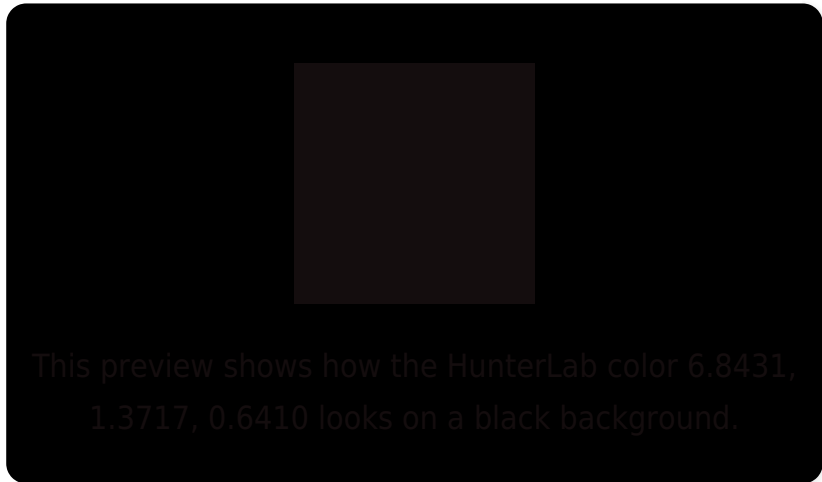 This preview shows how the HunterLab color 6.8431,
1.3717, 0.6410 looks on a black background.